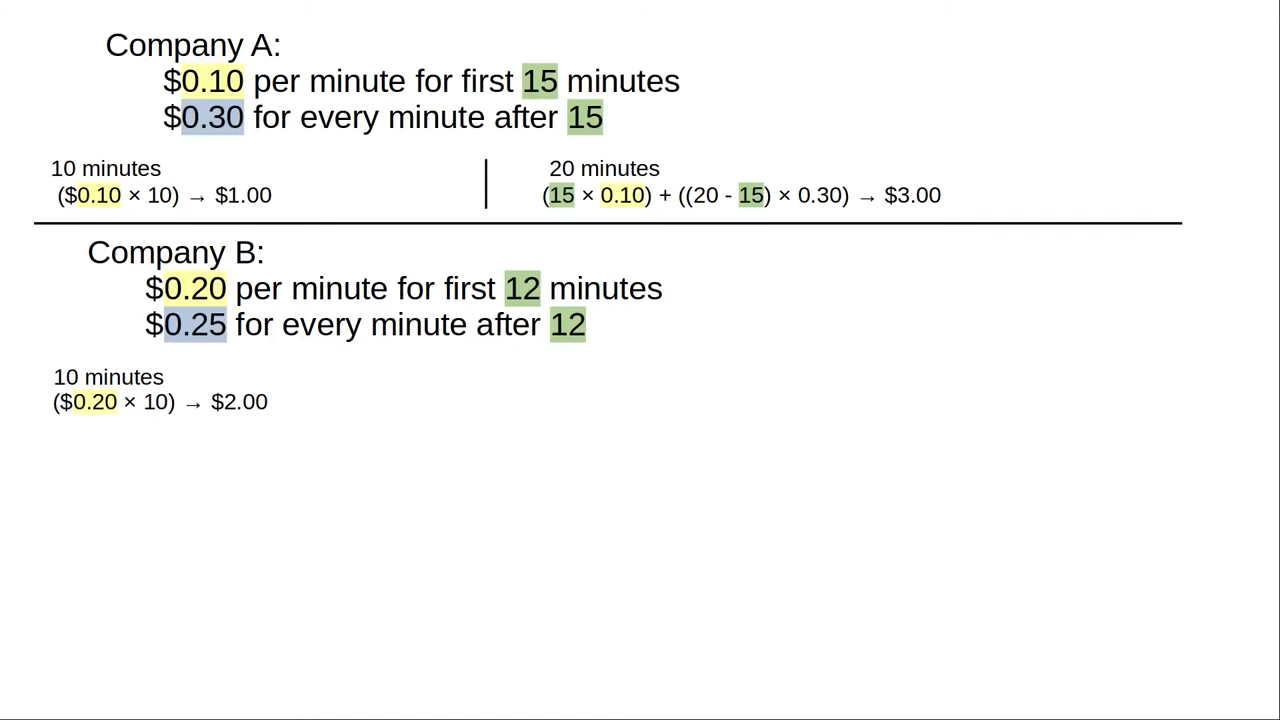 Company A:
$0.10 per minute for first 15 minutes
$0.30 for every minute after 15
10 minutes
($0.10 × 10) → $1.00
20 minutes
(15 × 0.10) + ((20 - 15) × 0.30) → $3.00
Company B:
$0.20 per minute for first 12 minutes
$0.25 for every minute after 12
10 minutes
($0.20 × 10) → $2.00